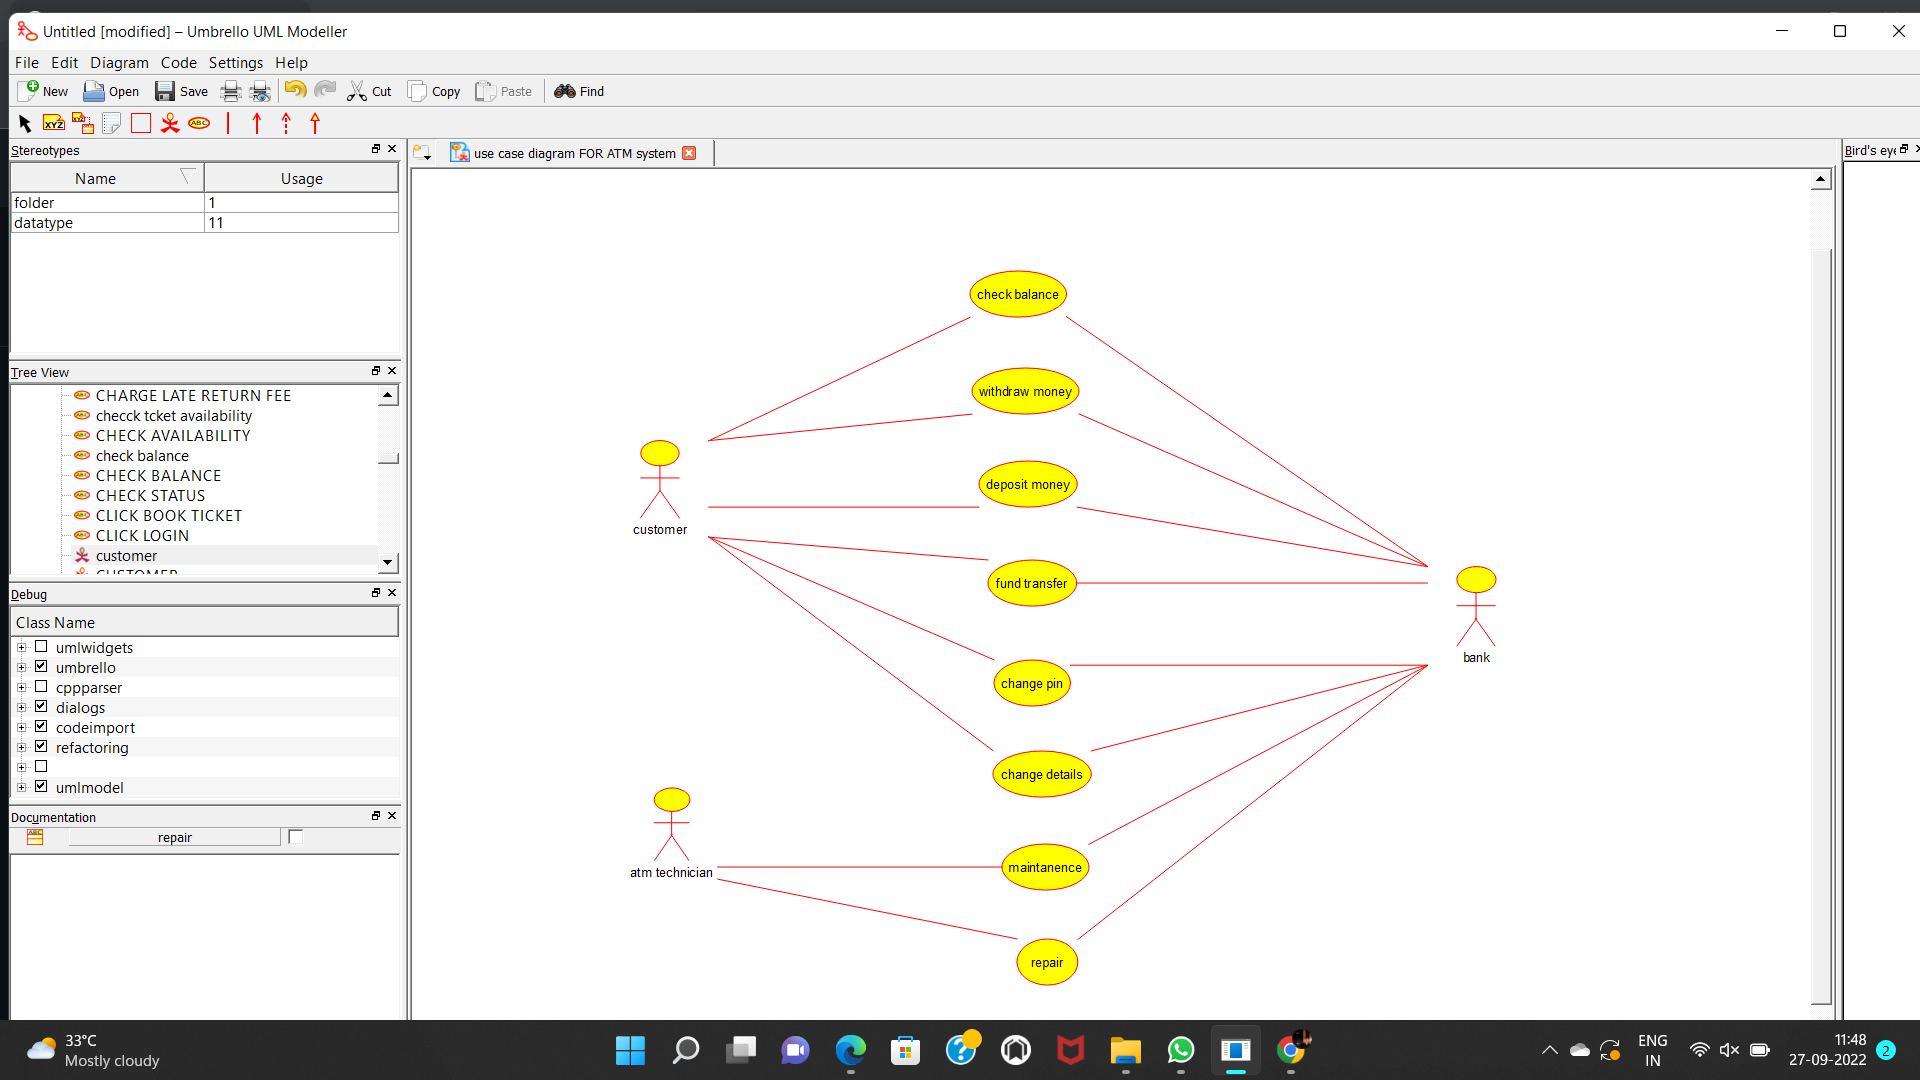 Untitled [modified] – Umbrello UML Modeller
File Edit Diagram Code Settings Help
New Open Save Cut Copy Paste Find
XYZ XYZ ABC
Stereotypes
Name Usage
folder 1
datatype 11
Tree View
CHARGE LATE RETURN FEE
checck tcket availability
CHECK AVAILABILITY
check balance
CHECK BALANCE
CHECK STATUS
CLICK BOOK TICKET
CLICK LOGIN
customer
CUSTOMER
Debug
Class Name
umlwidgets
umbrello
cppparser
dialogs
codeimport
refactoring
umlmodel
Documentation
repair
use case diagram FOR ATM system
Bird's eye
check balance
withdraw money
deposit money
customer
fund transfer
bank
change pin
change details
atm technician
maintanence
repair
33°C
Mostly cloudy
ENG
IN
11:48
27-09-2022
2